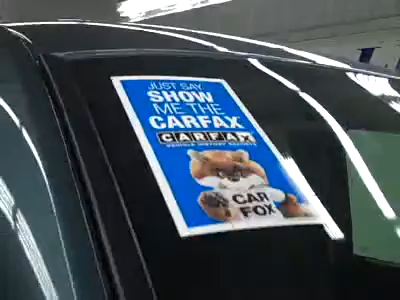 JUST SAY
SHOW
ME THE
CARFAX
CARFAX
VEHICLE HISTORY REPORTS
CAR
FOX